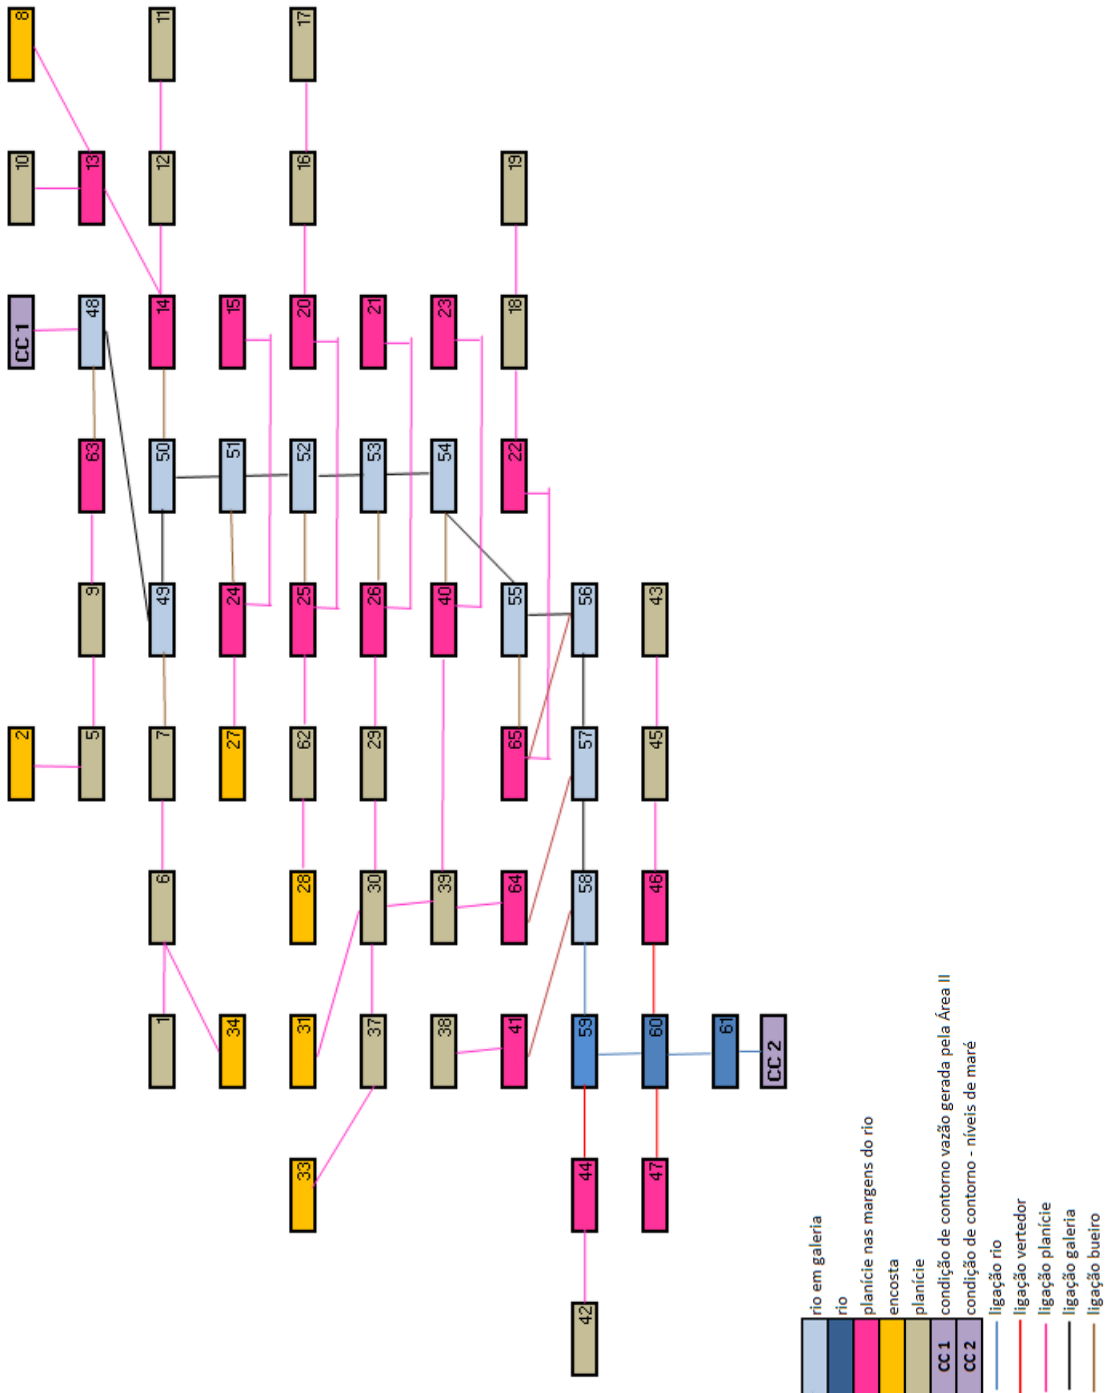 2 CC 1 10 8
5 9 63 48 13
1 6 7 49 50 14 12 11
34 27 24 51 15
33 31 28 62 25 52 20 16 17
37 30 29 26 53 21
38 39 40 54 23
41 64 65 55 22 18 19
42 44 59 58 57 56
47 60 46 45 43
61
CC 2
rio em galeria
rio
planície nas margens do rio
encosta
planície
CC 1 condição de contorno vazão gerada pela Área II
CC 2 condição de contorno - níveis de maré
ligação rio
ligação vertedor
ligação planície
ligação galeria
ligação bueiro